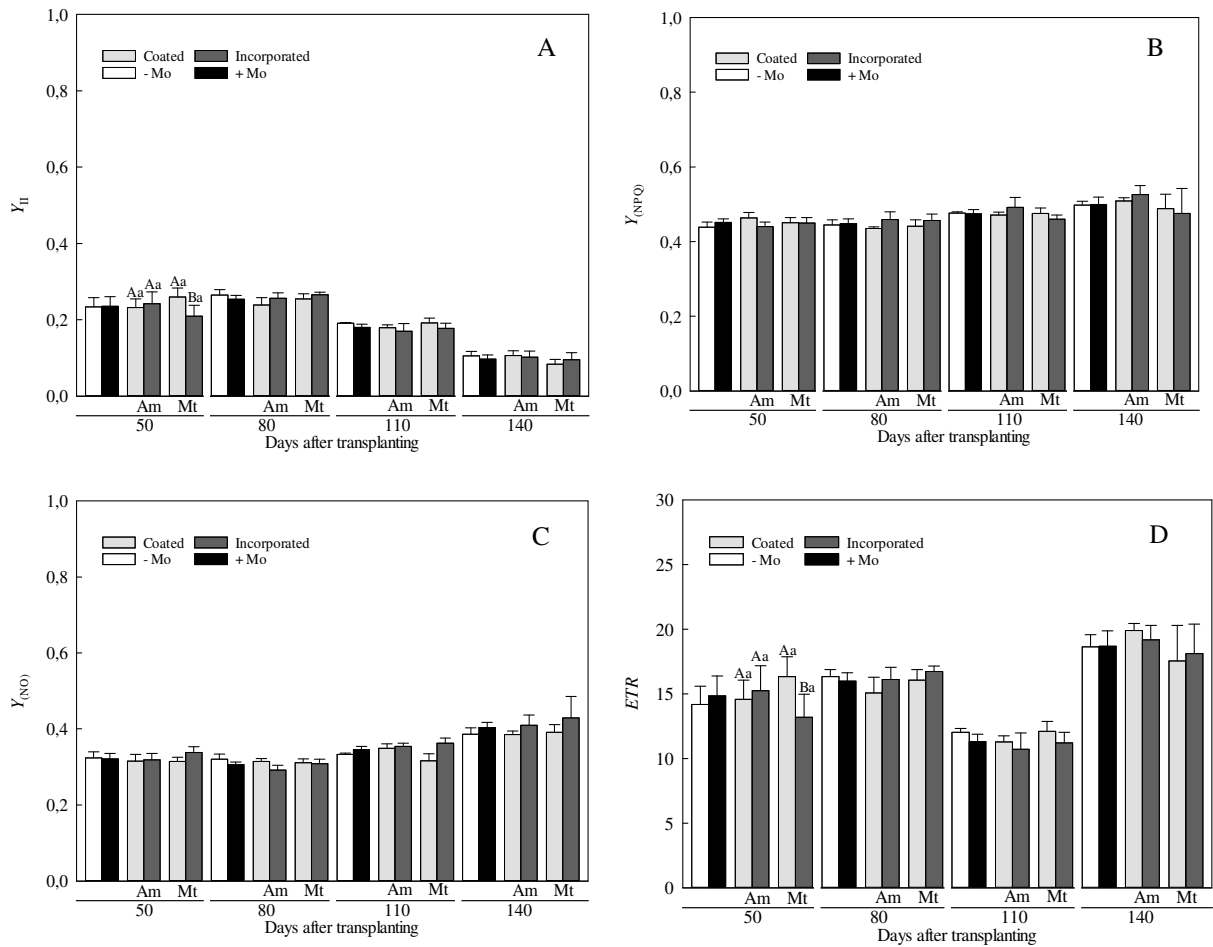 A
Coated Incorporated
- Mo + Mo
1,0
0,8
0,6
0,4
0,2
0,0
Y II
Aa Aa Aa Ba
Am Mt Am Mt Am Mt Am Mt
50 80 110 140
Days after transplanting
B
Coated Incorporated
- Mo + Mo
1,0
0,8
0,6
0,4
0,2
0,0
Y (NPQ)
Am Mt Am Mt Am Mt Am Mt
50 80 110 140
Days after transplanting
C
Coated Incorporated
- Mo + Mo
1,0
0,8
0,6
0,4
0,2
0,0
Y (NO)
Am Mt Am Mt Am Mt Am Mt
50 80 110 140
Days after transplanting
D
Coated Incorporated
- Mo + Mo
30
25
20
15
10
5
0
ETR
Aa Aa Aa Ba
Am Mt Am Mt Am Mt Am Mt
50 80 110 140
Days after transplanting